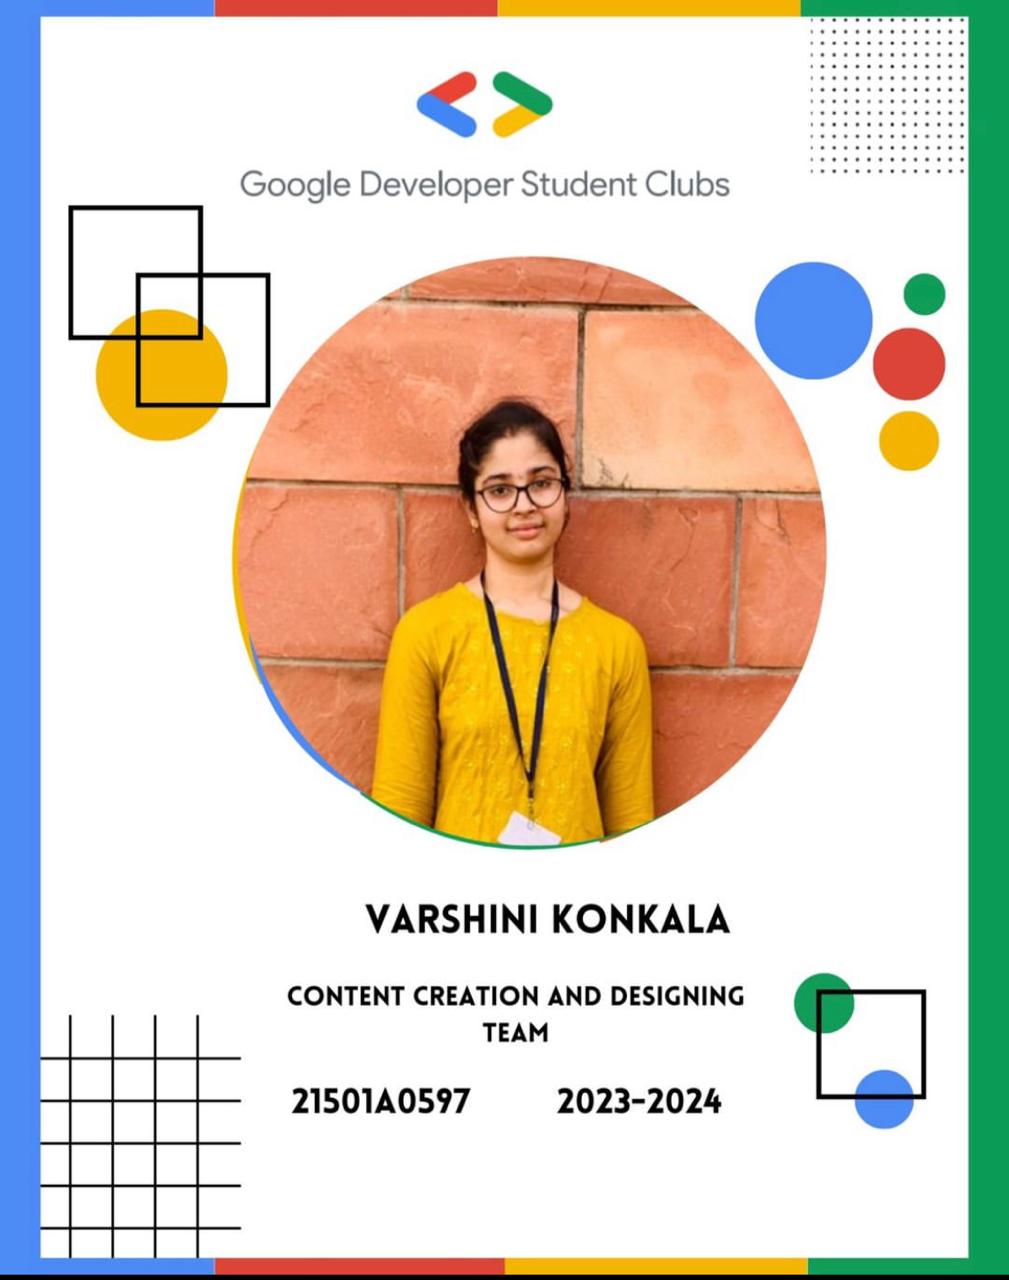 Google Developer Student Clubs
VARSHINI KONKALA
CONTENT CREATION AND DESIGNING
TEAM
21501A0597 2023-2024